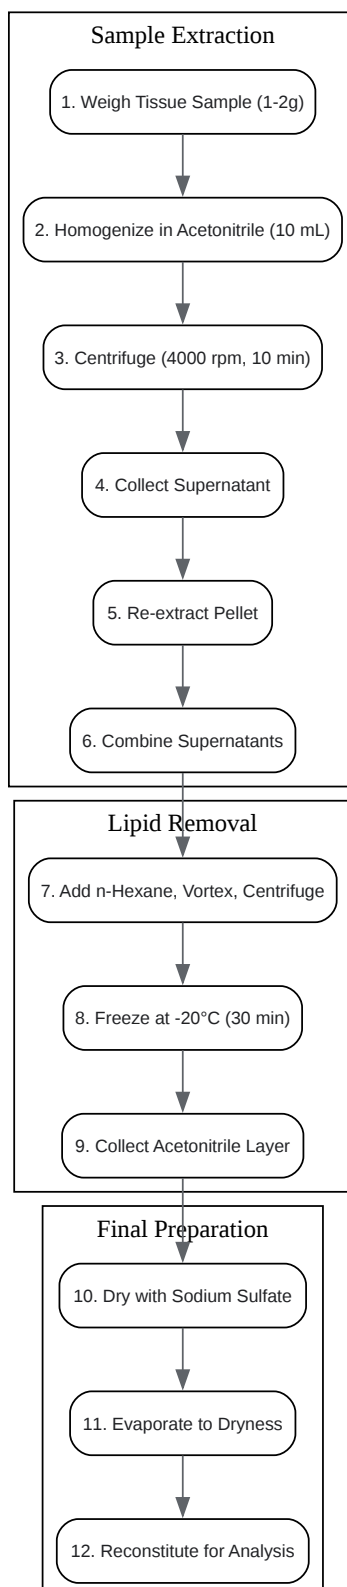 Sample Extraction
1. Weigh Tissue Sample (1-2g)
2. Homogenize in Acetonitrile (10 mL)
3. Centrifuge (4000 rpm, 10 min)
4. Collect Supernatant
5. Re-extract Pellet
6. Combine Supernatants
Lipid Removal
7. Add n-Hexane, Vortex, Centrifuge
8. Freeze at -20°C (30 min)
9. Collect Acetonitrile Layer
Final Preparation
10. Dry with Sodium Sulfate
11. Evaporate to Dryness
12. Reconstitute for Analysis